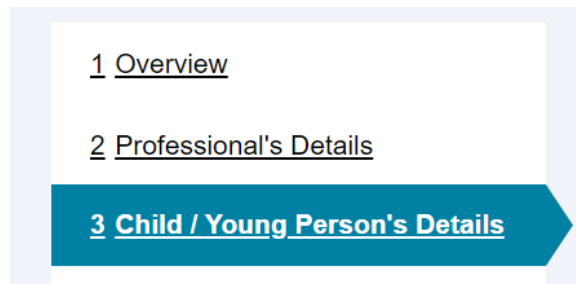 1 Overview
2 Professional's Details
3 Child / Young Person's Details